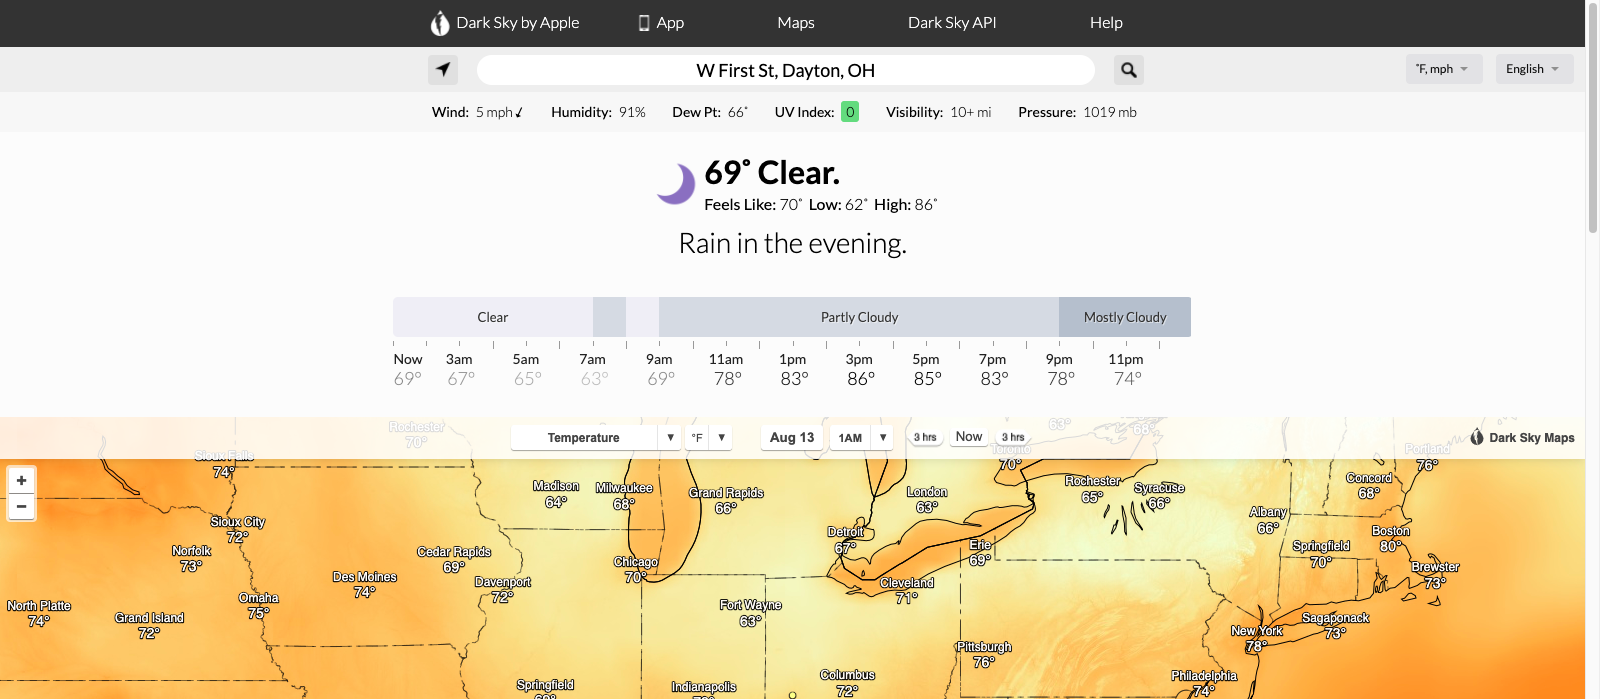 Dark Sky by Apple App Maps Dark Sky API Help
W First St, Dayton, OH
˚F, mph English
Wind: 5 mph Humidity: 91% Dew Pt: 66˚ UV Index: 0 Visibility: 10+ mi Pressure: 1019 mb
69˚ Clear.
Feels Like: 70˚ Low: 62˚ High: 86˚
Rain in the evening.
Clear Partly Cloudy Mostly Cloudy
Now 3am 5am 7am 9am 11am 1pm 3pm 5pm 7pm 9pm 11pm
69° 67° 65° 63° 69° 78° 83° 86° 85° 83° 78° 74°
Temperature ▼ °F ▼ Aug 13 1AM ▼ 3 hrs Now 3 hrs Dark Sky Maps
Rochester
70°
63°
68°
Toronto
70°
Portland
76°
Sioux Falls
74°
+
−
Madison
64°
Milwaukee
68°
Grand Rapids
66°
London
63°
Rochester
65°
Syracuse
66°
Concord
68°
Albany
66°
Sioux City
72°
Detroit
67°
Boston
80°
Norfolk
73°
Cedar Rapids
69°
Chicago
70°
Erie
69°
Springfield
70°
Brewster
73°
Des Moines
74°
Davenport
72°
Cleveland
71°
North Platte
74°
Grand Island
72°
Omaha
75°
Fort Wayne
63°
New York
78°
Sagaponack
73°
Pittsburgh
76°
Springfield
Indianapolis
Columbus
72°
Philadelphia
74°